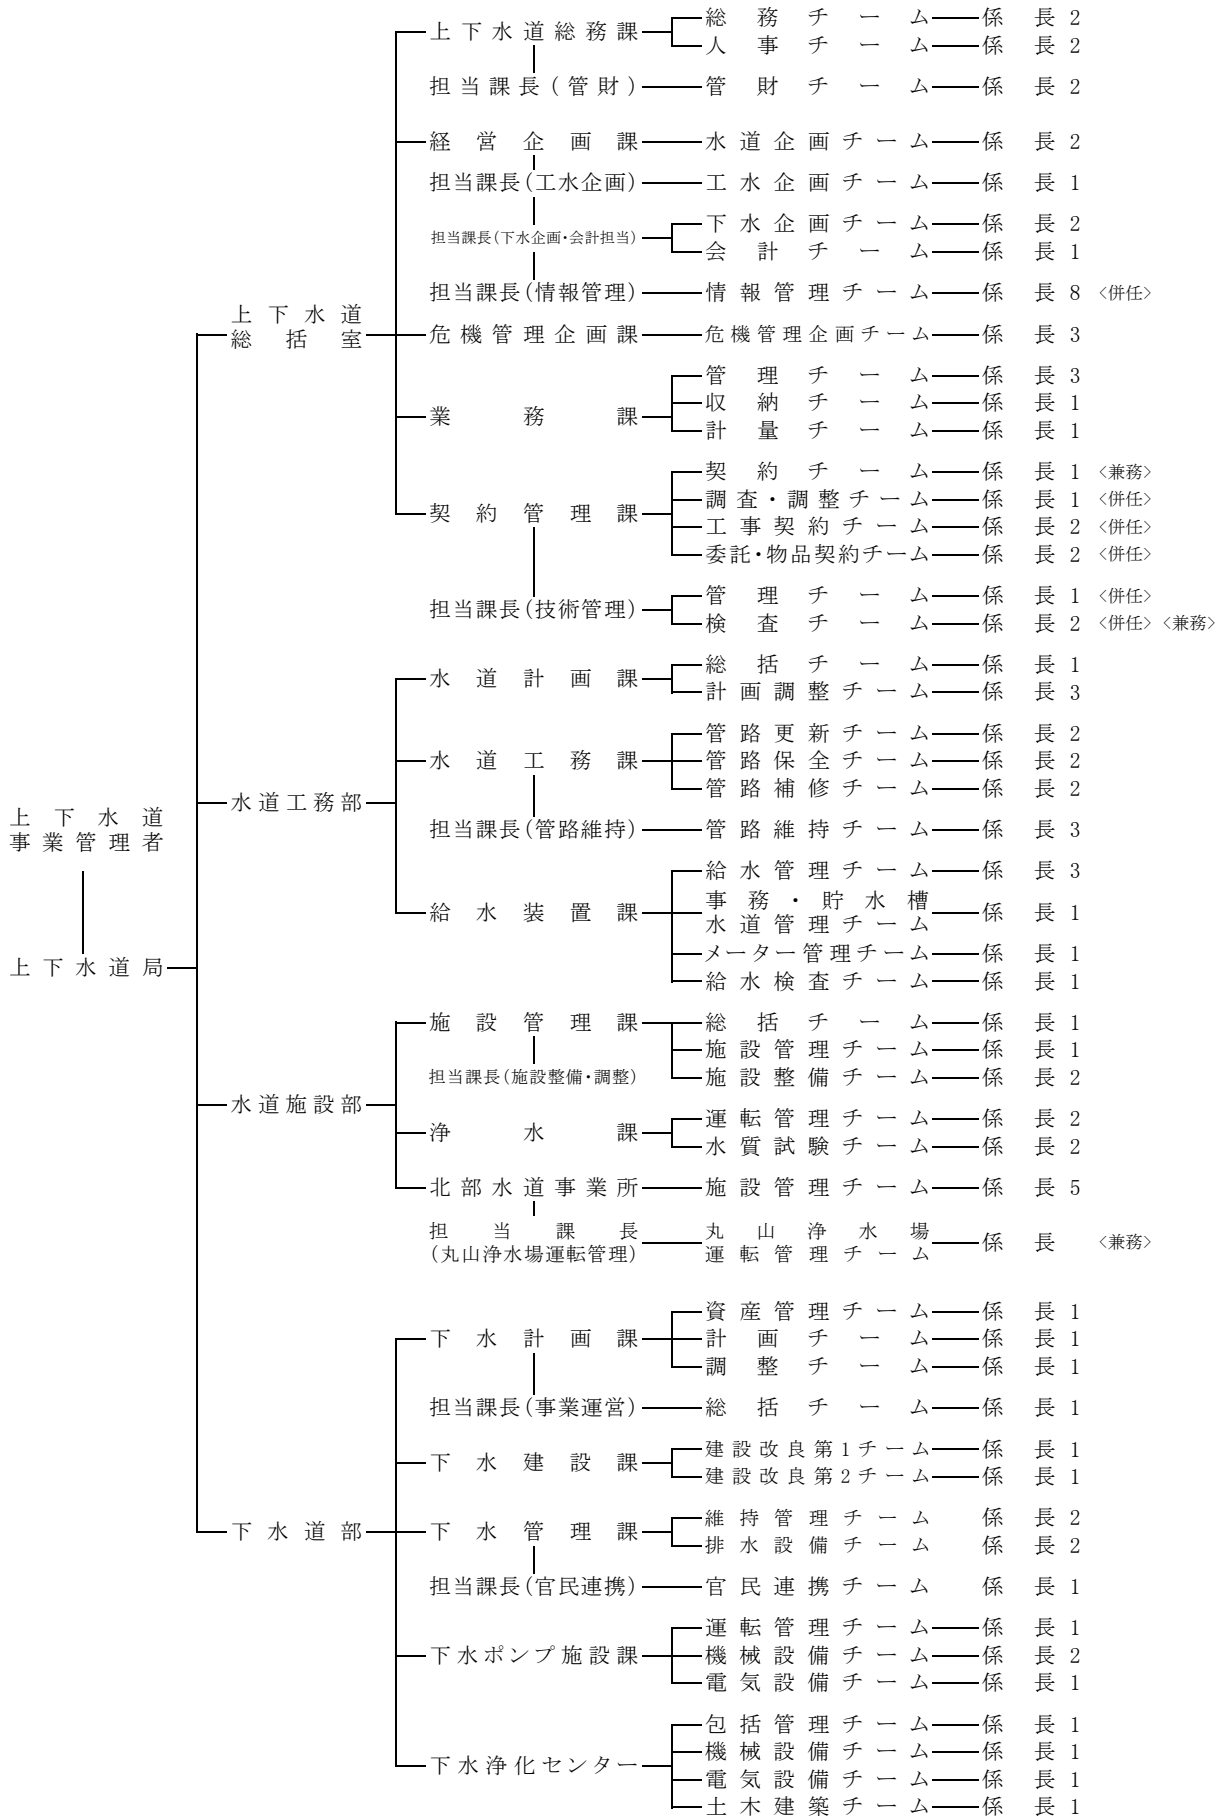 上下水道総務課 総務チーム 係長 2
人事チーム 係長 2
担当課長(管財) 管財チーム 係長 2
経営企画課 水道企画チーム 係長 2
担当課長(工水企画) 工水企画チーム 係長 1
担当課長(下水企画・会計担当) 下水企画チーム 係長 2
会計チーム 係長 1
担当課長(情報管理) 情報管理チーム 係長 8 <併任>
上下水道
総括室
危機管理企画課 危機管理企画チーム 係長 3
業務課 管理チーム 係長 3
収納チーム 係長 1
計量チーム 係長 1
契約管理課 契約チーム 係長 1 <兼務>
調査・調整チーム 係長 1 <併任>
工事契約チーム 係長 2 <併任>
委託・物品契約チーム 係長 2 <併任>
担当課長(技術管理) 管理チーム 係長 1 <併任>
検査チーム 係長 2 <併任> <兼務>
水道計画課 総括チーム 係長 1
計画調整チーム 係長 3
水道工務課 管路更新チーム 係長 2
管路保全チーム 係長 2
管路補修チーム 係長 2
水道工務部
上下水道
事業管理者
担当課長(管路維持) 管路維持チーム 係長 3
給水装置課 給水管理チーム 係長 3
事務・貯水槽
水道管理チーム 係長 1
メーター管理チーム 係長 1
給水検査チーム 係長 1
上下水道局
施設管理課 総括チーム 係長 1
施設管理チーム 係長 1
担当課長(施設整備・調整) 施設整備チーム 係長 2
水道施設部
浄水課 運転管理チーム 係長 2
水質試験チーム 係長 2
北部水道事業所 施設管理チーム 係長 5
担当課長 丸山浄水場
(丸山浄水場運転管理) 運転管理チーム 係長 <兼務>
下水計画課 資産管理チーム 係長 1
計画チーム 係長 1
調整チーム 係長 1
担当課長(事業運営) 総括チーム 係長 1
下水建設課 建設改良第1チーム 係長 1
建設改良第2チーム 係長 1
下水道部
下水管理課 維持管理チーム 係長 2
排水設備チーム 係長 2
担当課長(官民連携) 官民連携チーム 係長 1
下水ポンプ施設課 運転管理チーム 係長 1
機械設備チーム 係長 2
電気設備チーム 係長 1
下水浄化センター 包括管理チーム 係長 1
機械設備チーム 係長 1
電気設備チーム 係長 1
土木建築チーム 係長 1